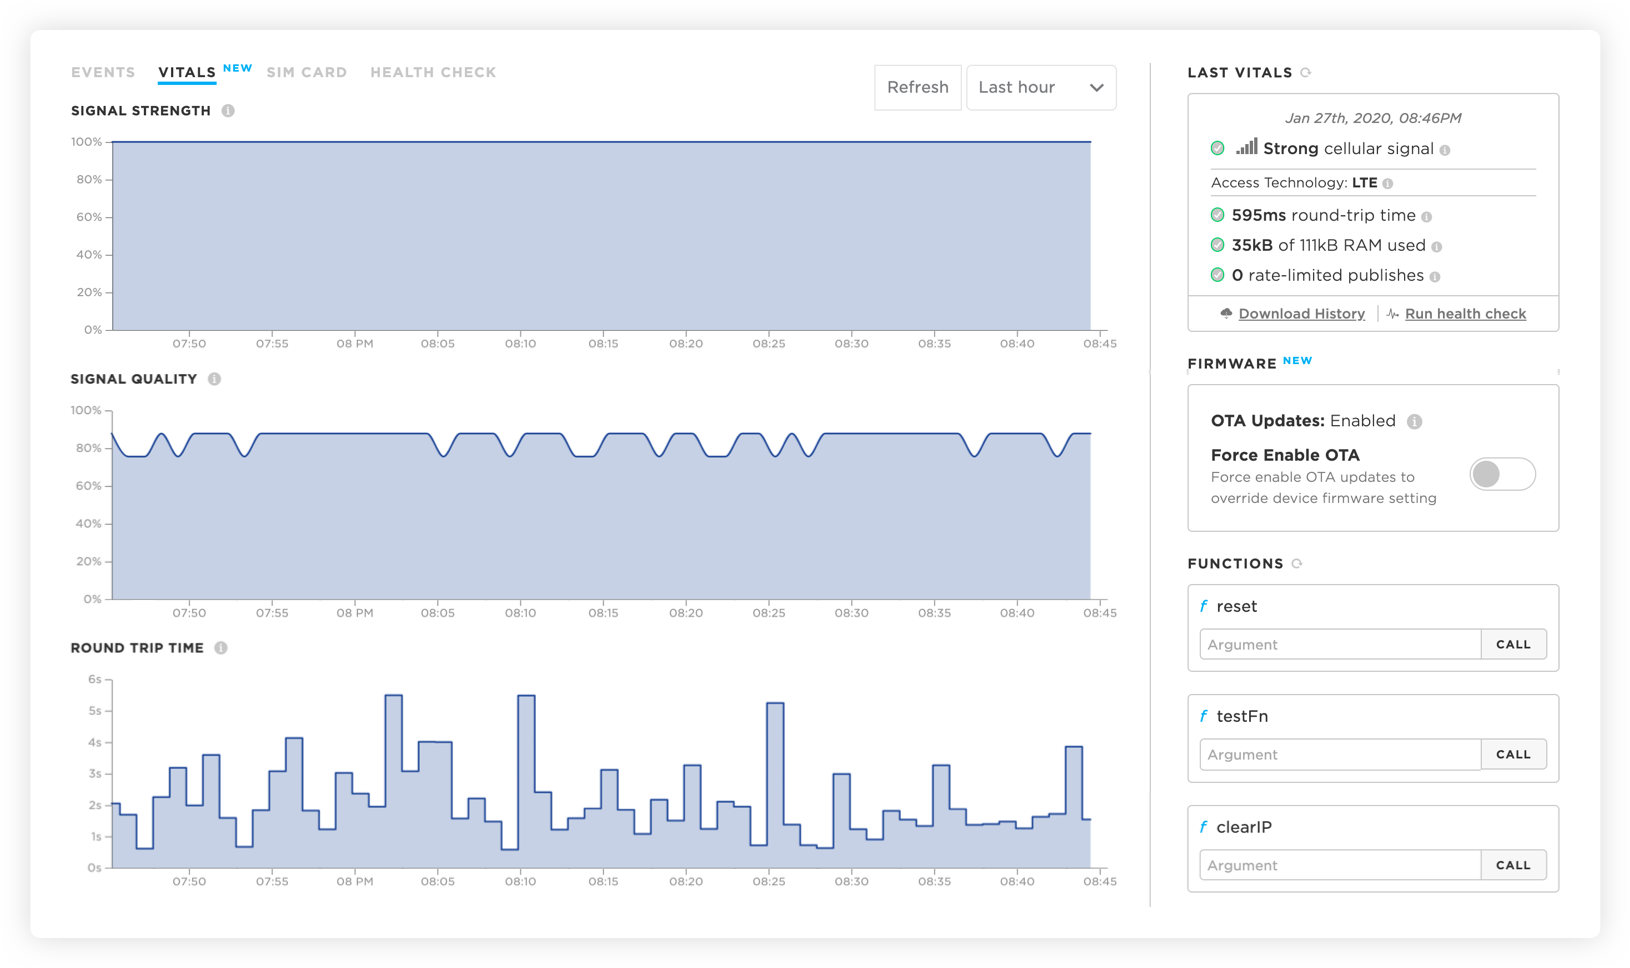 EVENTS VITALS NEW SIM CARD HEALTH CHECK
Refresh Last hour
SIGNAL STRENGTH
100%
80%
60%
40%
20%
0%
07:50 07:55 08 PM 08:05 08:10 08:15 08:20 08:25 08:30 08:35 08:40 08:45
SIGNAL QUALITY
100%
80%
60%
40%
20%
0%
07:50 07:55 08 PM 08:05 08:10 08:15 08:20 08:25 08:30 08:35 08:40 08:45
ROUND TRIP TIME
6s
5s
4s
3s
2s
1s
0s
07:50 07:55 08 PM 08:05 08:10 08:15 08:20 08:25 08:30 08:35 08:40 08:45
LAST VITALS
Jan 27th, 2020, 08:46PM
Strong cellular signal
Access Technology: LTE
595ms round-trip time
35kB of 111kB RAM used
0 rate-limited publishes
Download History Run health check
FIRMWARE NEW
OTA Updates: Enabled
Force Enable OTA
Force enable OTA updates to
override device firmware setting
FUNCTIONS
f reset
Argument CALL
f testFn
Argument CALL
f clearIP
Argument CALL